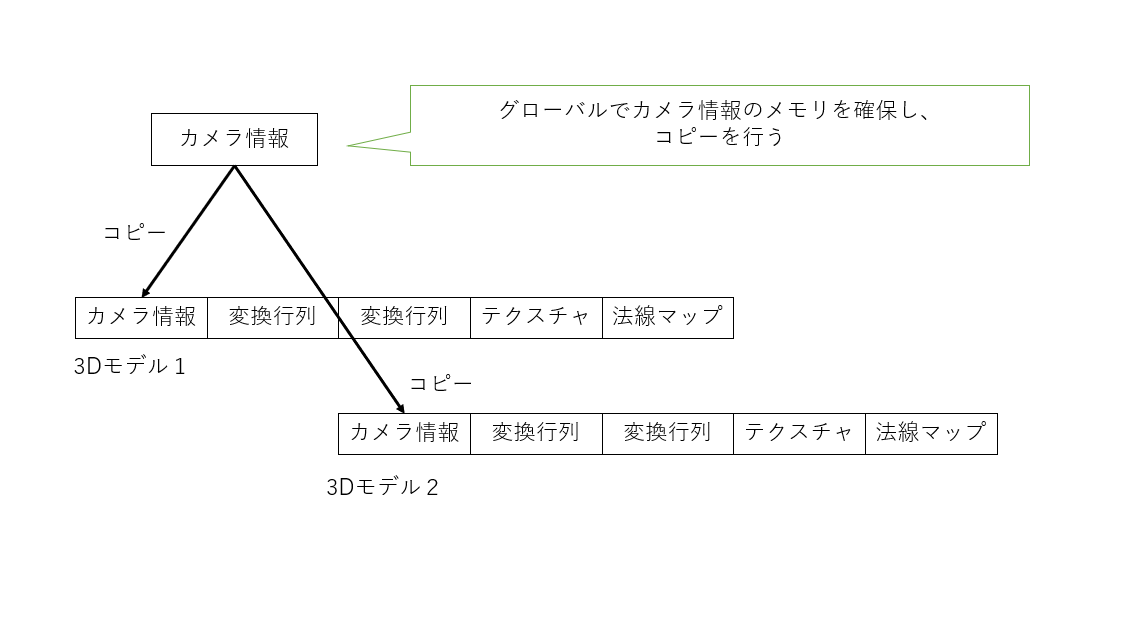 グローバルでカメラ情報のメモリを確保し、
コピーを行う
カメラ情報
コピー
カメラ情報 変換行列 変換行列 テクスチャ 法線マップ
3Dモデル1
コピー
カメラ情報 変換行列 変換行列 テクスチャ 法線マップ
3Dモデル2